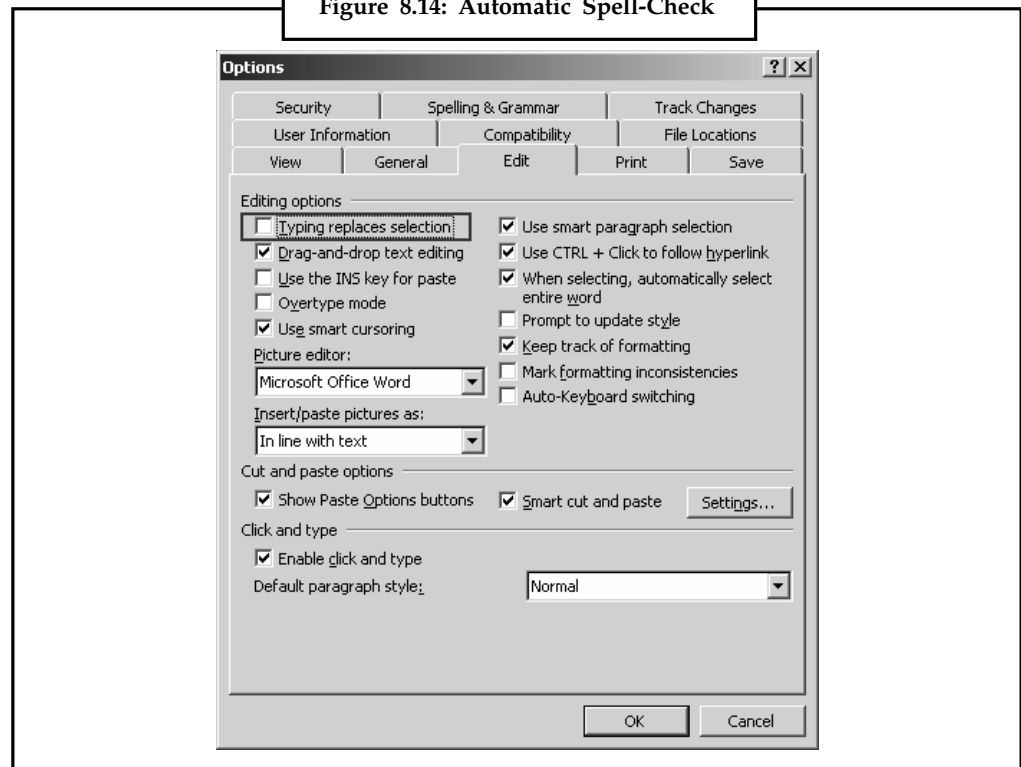 Figure 8.14: Automatic Spell-Check
Options
Security Spelling & Grammar Track Changes
User Information Compatibility File Locations
View General Edit Print Save
Editing options
Typing replaces selection
Drag-and-drop text editing
Use the INS key for paste
Overtype mode
Use smart cursoring
Picture editor:
Microsoft Office Word
Insert/paste pictures as:
In line with text
Use smart paragraph selection
Use CTRL + Click to follow hyperlink
When selecting, automatically select
entire word
Prompt to update style
Keep track of formatting
Mark formatting inconsistencies
Auto-Keyboard switching
Cut and paste options
Show Paste Options buttons Smart cut and paste Settings...
Click and type
Enable click and type
Default paragraph style: Normal
OK Cancel